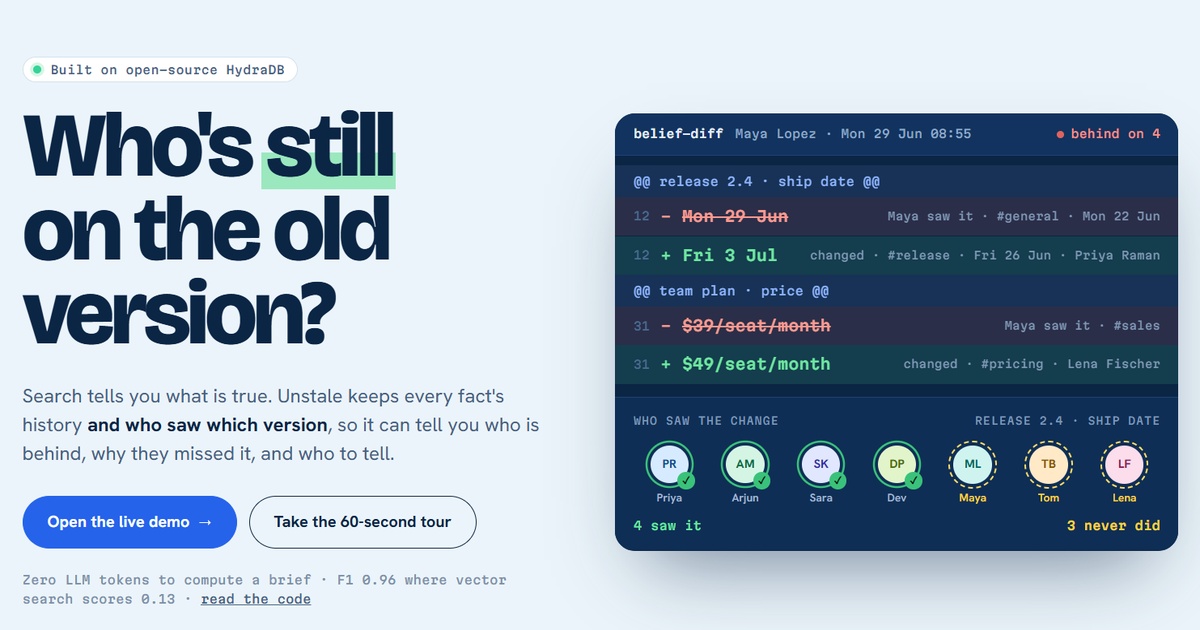 Built on open-source HydraDB
Who's still
on the old
version?
Search tells you what is true. Unstale keeps every fact's
history and who saw which version, so it can tell you who is
behind, why they missed it, and who to tell.
Open the live demo →
Take the 60-second tour
Zero LLM tokens to compute a brief · F1 0.96 where vector
search scores 0.13 · read the code
belief-diff Maya Lopez · Mon 29 Jun 08:55 behind on 4
@@ release 2.4 · ship date @@
12 − Mon 29 Jun Maya saw it · #general · Mon 22 Jun
12 + Fri 3 Jul changed · #release · Fri 26 Jun · Priya Raman
@@ team plan · price @@
31 − $39/seat/month Maya saw it · #sales
31 + $49/seat/month changed · #pricing · Lena Fischer
WHO SAW THE CHANGE RELEASE 2.4 · SHIP DATE
PR AM SK DP ML TB LF
✓ ✓ ✓ ✓
Priya Arjun Sara Dev Maya Tom Lena
4 saw it 3 never did